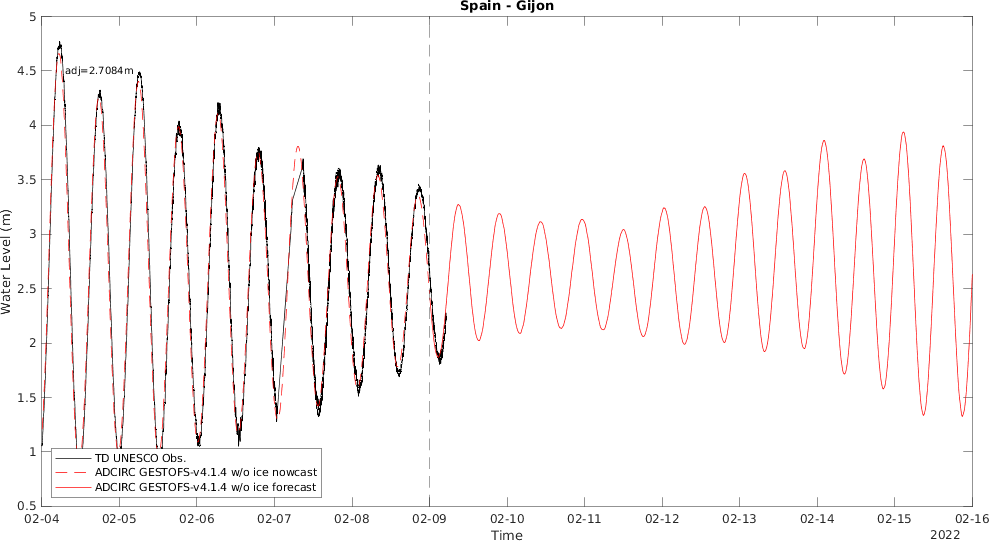 Spain - Gijon
5
4.5
4
3.5
3
2.5
2
1.5
1
0.5
Water Level (m)
adj=2.7084m
TD UNESCO Obs.
ADCIRC GESTOFS-v4.1.4 w/o ice nowcast
ADCIRC GESTOFS-v4.1.4 w/o ice forecast
02-04 02-05 02-06 02-07 02-08 02-09 02-10 02-11 02-12 02-13 02-14 02-15 02-16
Time
2022